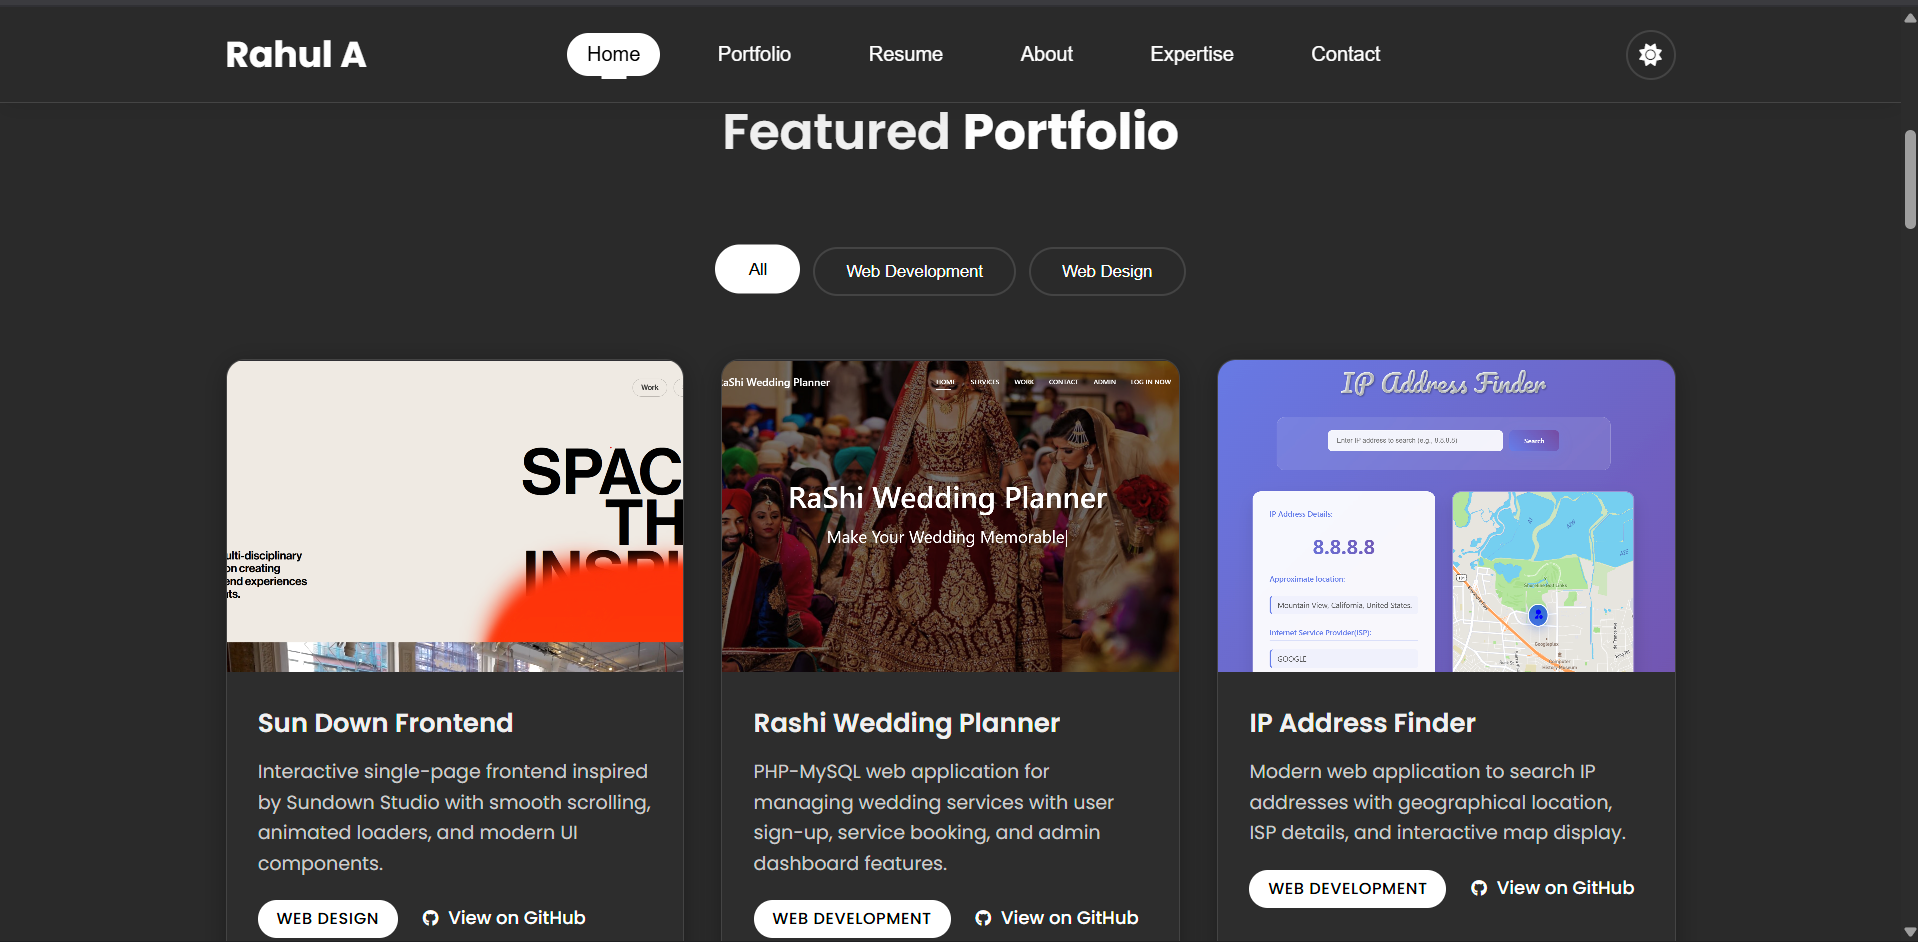 Rahul A
Home
Portfolio
Resume
About
Expertise
Contact
Featured Portfolio
All
Web Development
Web Design
Work
SPAC
TH
INSPI
ulti-disciplinary
on creating
end experiences
nts.
Sun Down Frontend
Interactive single-page frontend inspired
by Sundown Studio with smooth scrolling,
animated loaders, and modern UI
components.
WEB DESIGN
View on GitHub
RaShi Wedding Planner
HOME
SERVICES
WORK
CONTACT
ADMIN
LOG IN NOW
RaShi Wedding Planner
Make Your Wedding Memorable|
Rashi Wedding Planner
PHP-MySQL web application for
managing wedding services with user
sign-up, service booking, and admin
dashboard features.
WEB DEVELOPMENT
View on GitHub
IP Address Finder
Enter IP address to search (e.g., 8.8.8.8)
Search
IP Address Details:
8.8.8.8
Approximate location:
Mountain View, California, United States.
Internet Service Provider(ISP):
GOOGLE
Googleplex
Computer
History Museum
IP Address Finder
Modern web application to search IP
addresses with geographical location,
ISP details, and interactive map display.
WEB DEVELOPMENT
View on GitHub